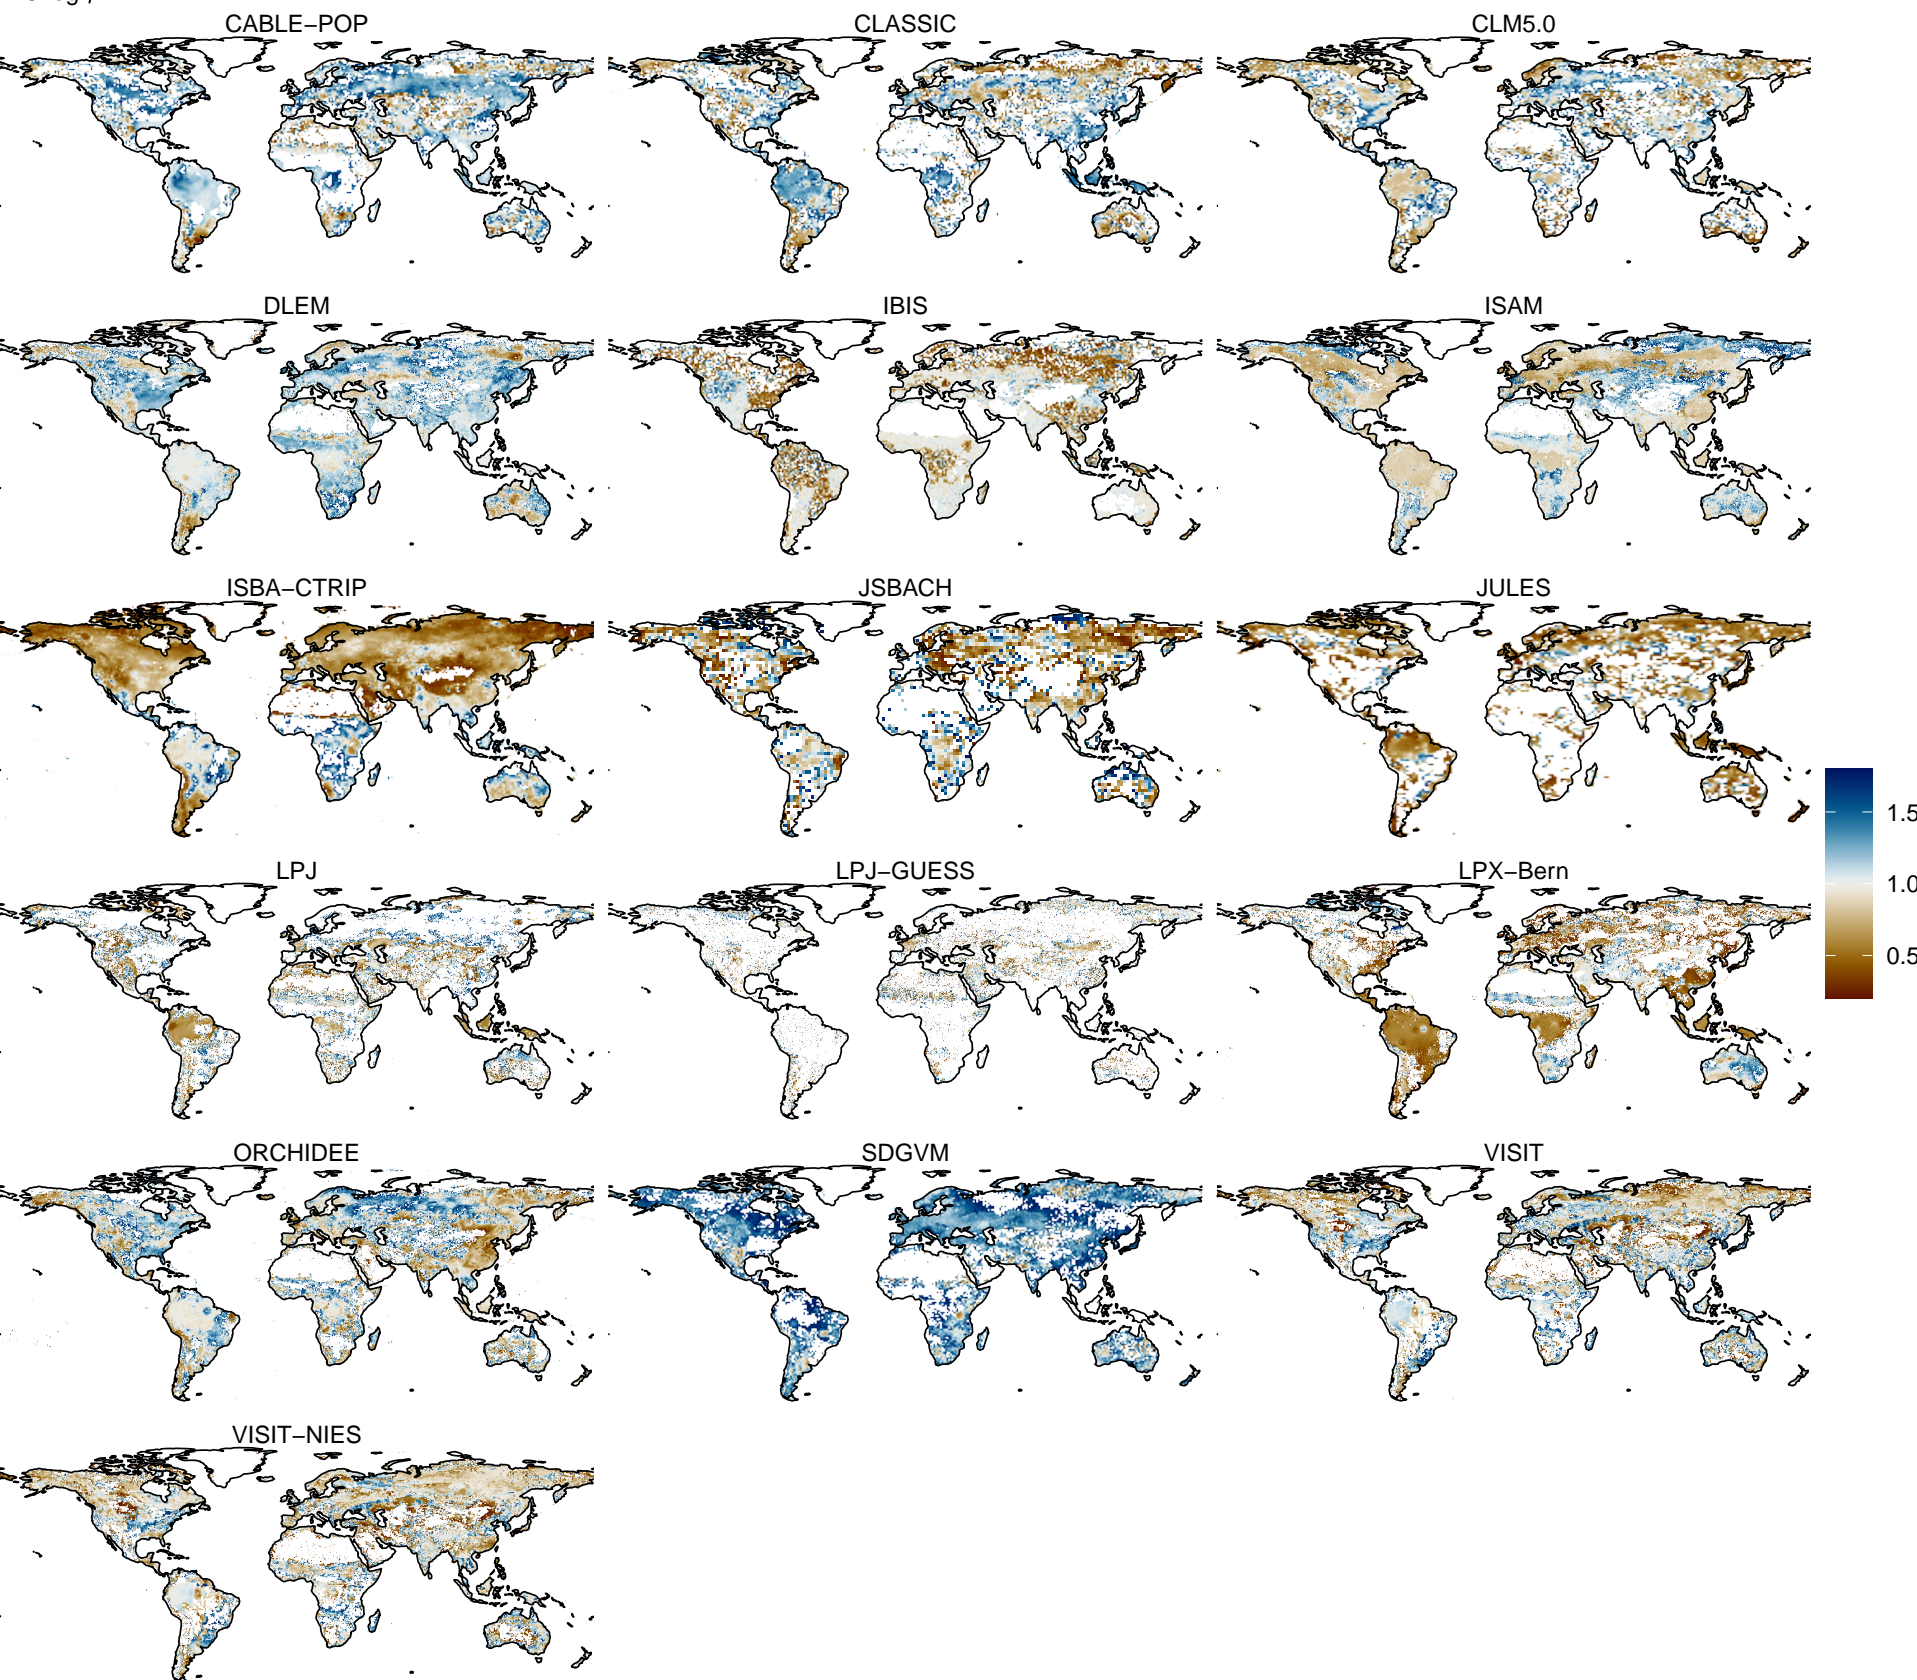 CABLE−POP CLASSIC CLM5.0
DLEM IBIS ISAM
ISBA−CTRIP JSBACH JULES
1.5
LPJ LPJ−GUESS LPX−Bern
1.0
0.5
ORCHIDEE SDGVM VISIT
VISIT−NIES